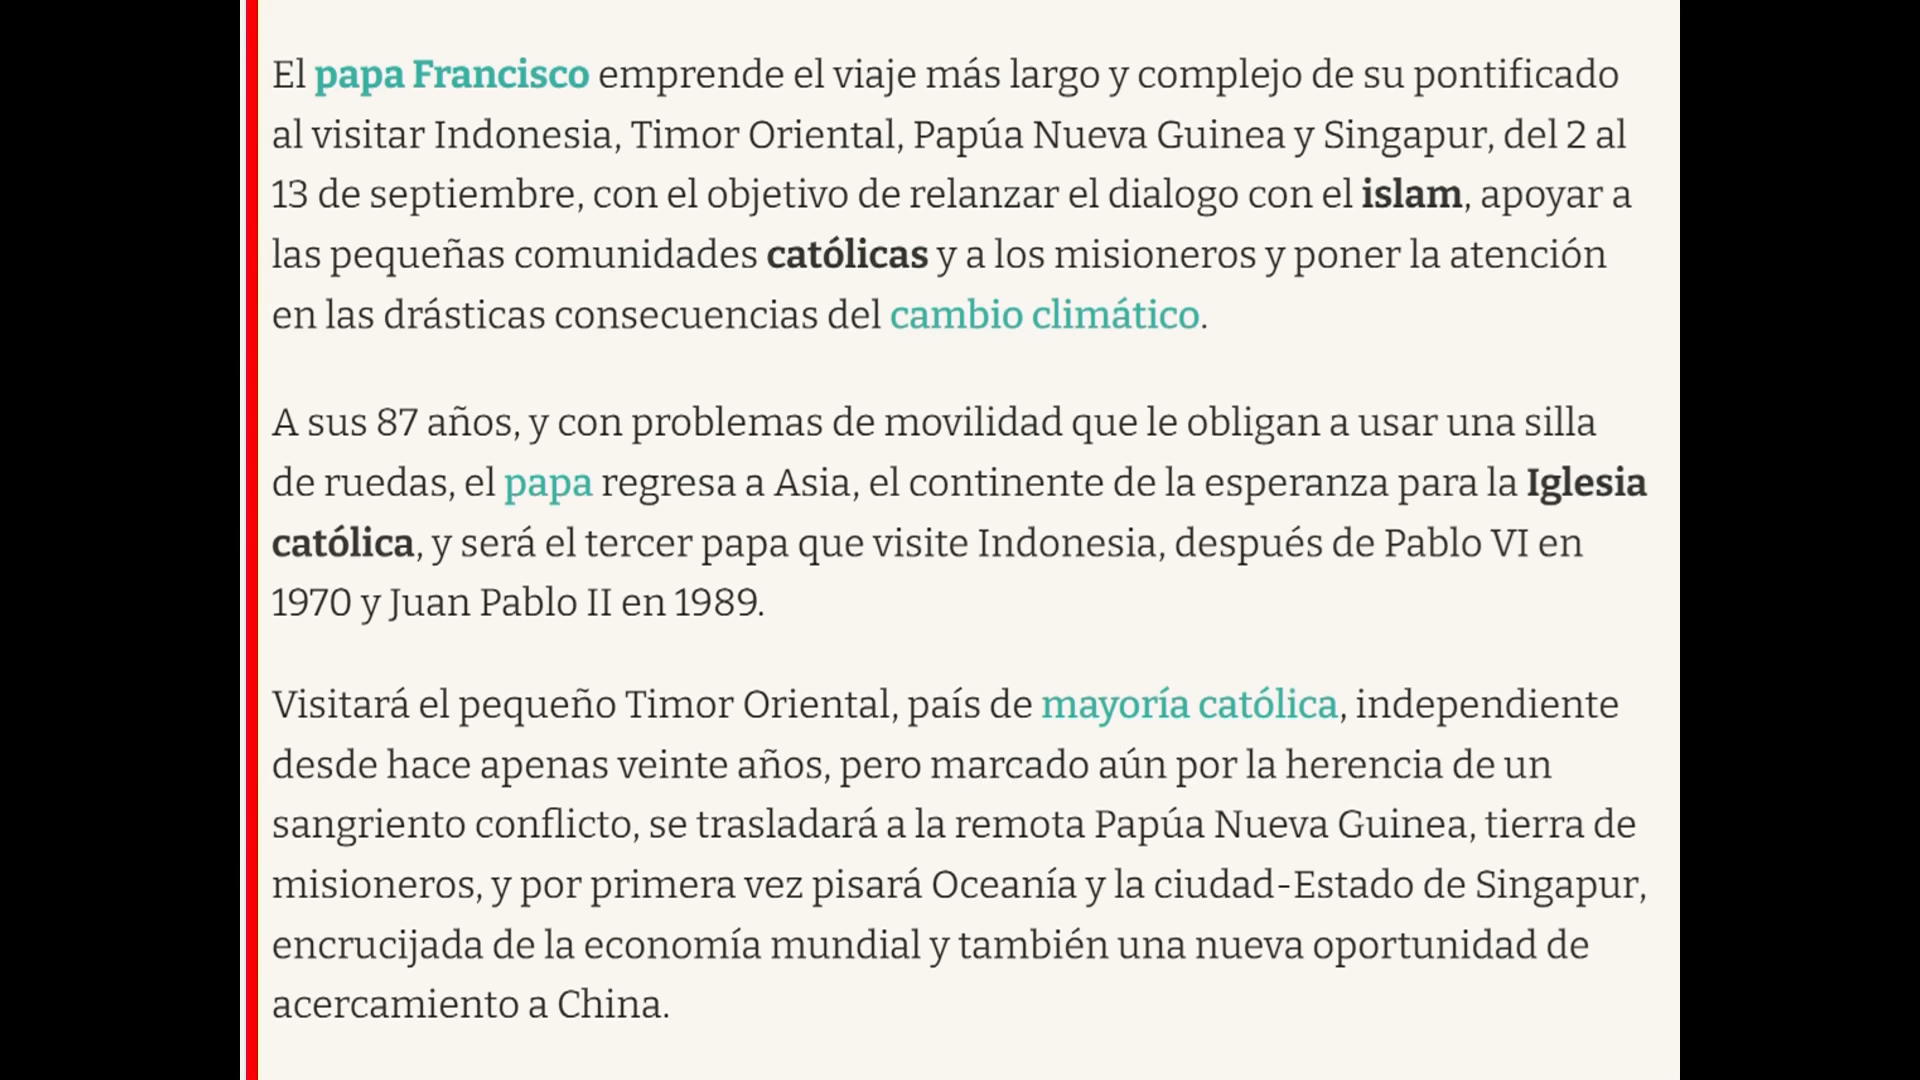 El papa Francisco emprende el viaje más largo y complejo de su pontificado
al visitar Indonesia, Timor Oriental, Papúa Nueva Guinea y Singapur, del 2 al
13 de septiembre, con el objetivo de relanzar el dialogo con el islam, apoyar a
las pequeñas comunidades católicas y a los misioneros y poner la atención
en las drásticas consecuencias del cambio climático.
A sus 87 años, y con problemas de movilidad que le obligan a usar una silla
de ruedas, el papa regresa a Asia, el continente de la esperanza para la Iglesia
católica, y será el tercer papa que visite Indonesia, después de Pablo VI en
1970 y Juan Pablo II en 1989.
Visitará el pequeño Timor Oriental, país de mayoría católica, independiente
desde hace apenas veinte años, pero marcado aún por la herencia de un
sangriento conflicto, se trasladará a la remota Papúa Nueva Guinea, tierra de
misioneros, y por primera vez pisará Oceanía y la ciudad-Estado de Singapur,
encrucijada de la economía mundial y también una nueva oportunidad de
acercamiento a China.